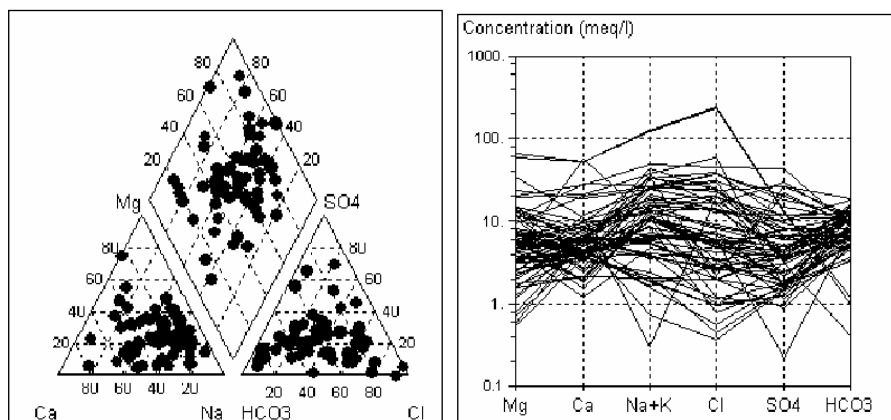 80 80
60 60
40 40
20 20
Mg SO4
80 80
60 60
40 40
20 20
80 60 40 20 20 40 60 80
Ca Na HCO3 Cl
Concentration (meq/l)
1000.
100.
10.
1.
0.1
Mg Ca Na+K Cl SO4 HCO3